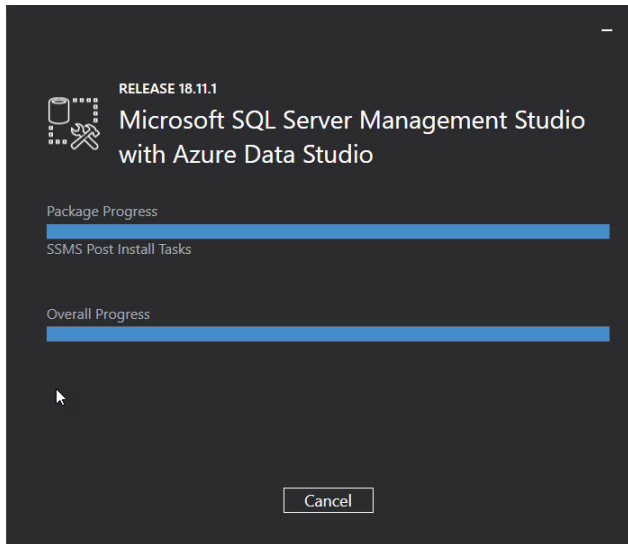 RELEASE 18.11.1
Microsoft SQL Server Management Studio
with Azure Data Studio
Package Progress
SSMS Post Install Tasks
Overall Progress
Cancel